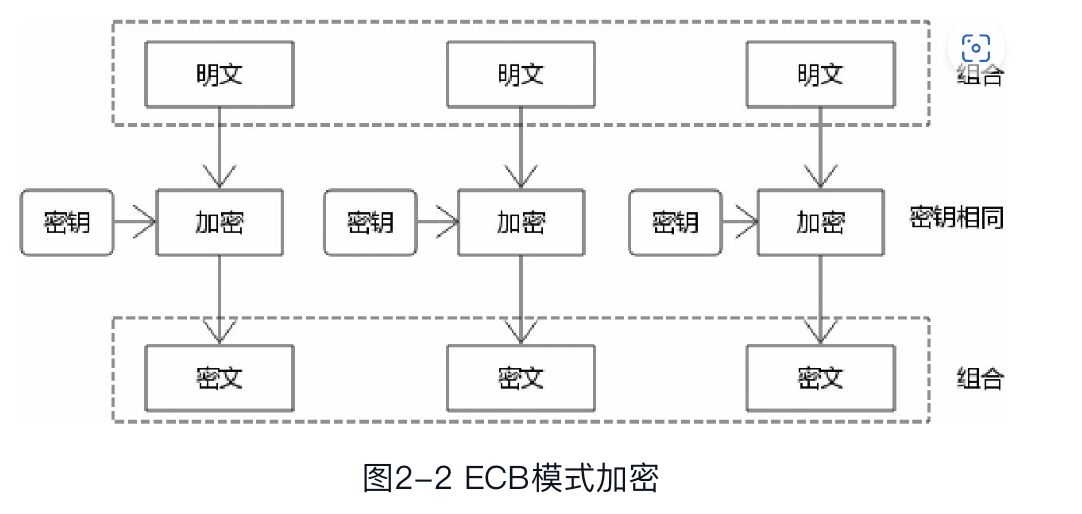 明文 明文 明文 组合
密钥 加密 密钥 加密 密钥 加密 密钥相同
密文 密文 密文 组合
图2-2 ECB模式加密